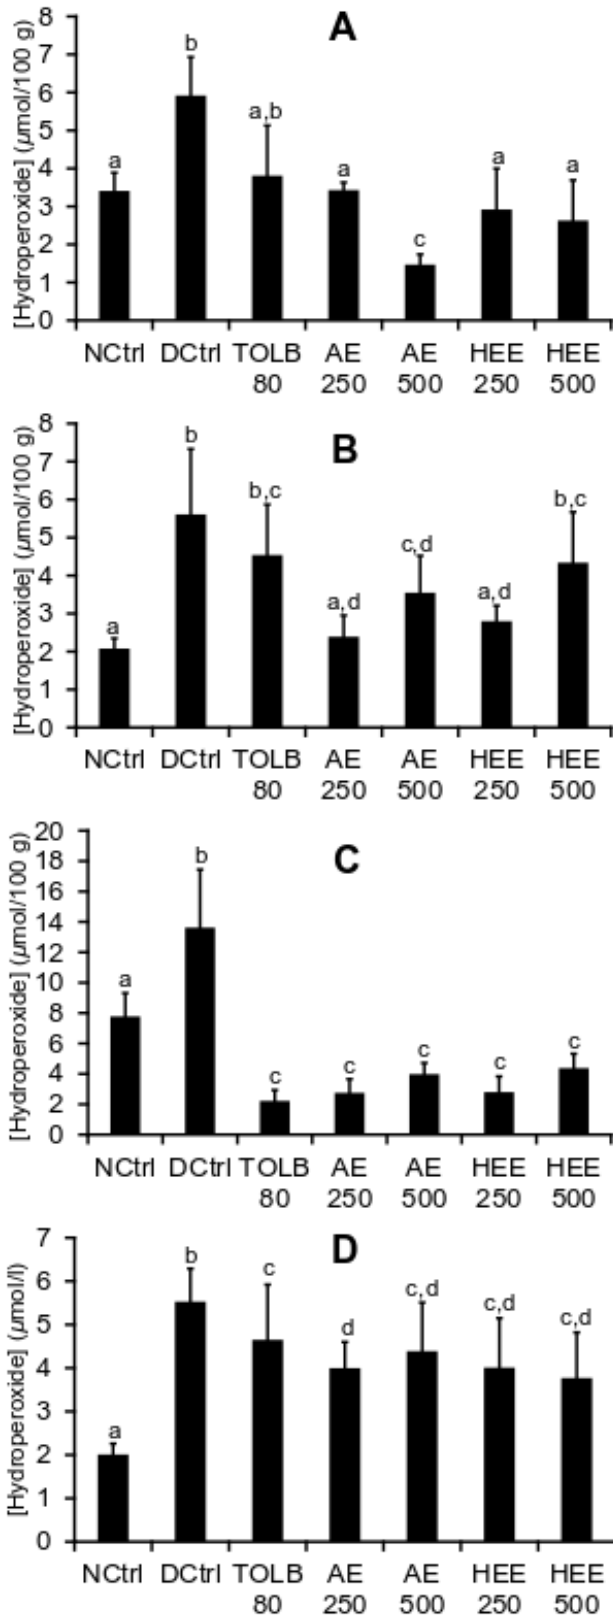 A
[Hydroperoxide] (µmol/100 g)
8
7
6
5
4
3
2
1
0
a
b
a,b
a
c
a
a
NCtrl DCtrl TOLB AE AE HEE HEE
80 250 500 250 500
B
[Hydroperoxide] (µmol/100 g)
8
7
6
5
4
3
2
1
0
a
b
b,c
a,d
c,d
a,d
b,c
NCtrl DCtrl TOLB AE AE HEE HEE
80 250 500 250 500
C
[Hydroperoxide] (µmol/100 g)
20
18
16
14
12
10
8
6
4
2
0
a
b
c
c
c
c
c
NCtrl DCtrl TOLB AE AE HEE HEE
80 250 500 250 500
D
[Hydroperoxide] (µmol/l)
7
6
5
4
3
2
1
0
a
b
c
d
c,d
c,d
c,d
NCtrl DCtrl TOLB AE AE HEE HEE
80 250 500 250 500